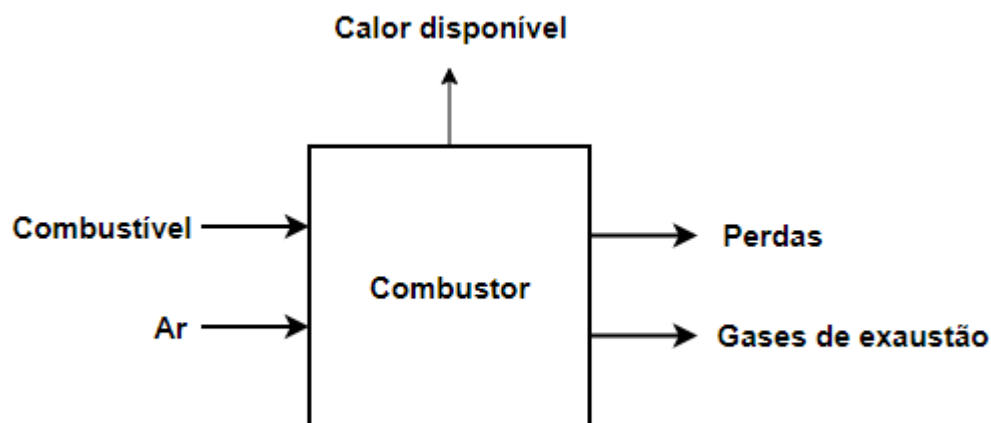 Calor disponível
Combustível
Perdas
Combustor
Ar
Gases de exaustão